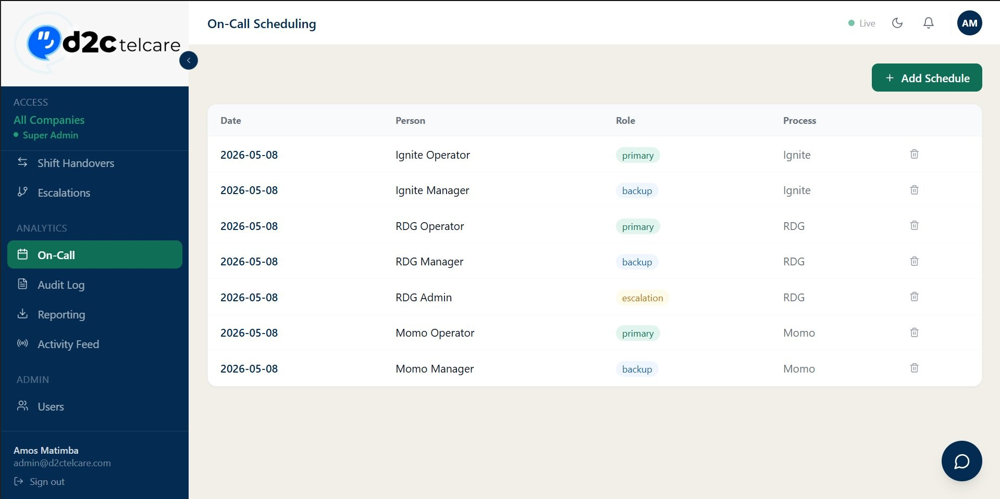 d2c telcare
On-Call Scheduling
Live
AM
ACCESS
All Companies
Super Admin
Shift Handovers
Escalations
ANALYTICS
On-Call
Audit Log
Reporting
Activity Feed
ADMIN
Users
Amos Matimba
admin@d2ctelcare.com
Sign out
+ Add Schedule
Date Person Role Process
2026-05-08 Ignite Operator primary Ignite
2026-05-08 Ignite Manager backup Ignite
2026-05-08 RDG Operator primary RDG
2026-05-08 RDG Manager backup RDG
2026-05-08 RDG Admin escalation RDG
2026-05-08 Momo Operator primary Momo
2026-05-08 Momo Manager backup Momo